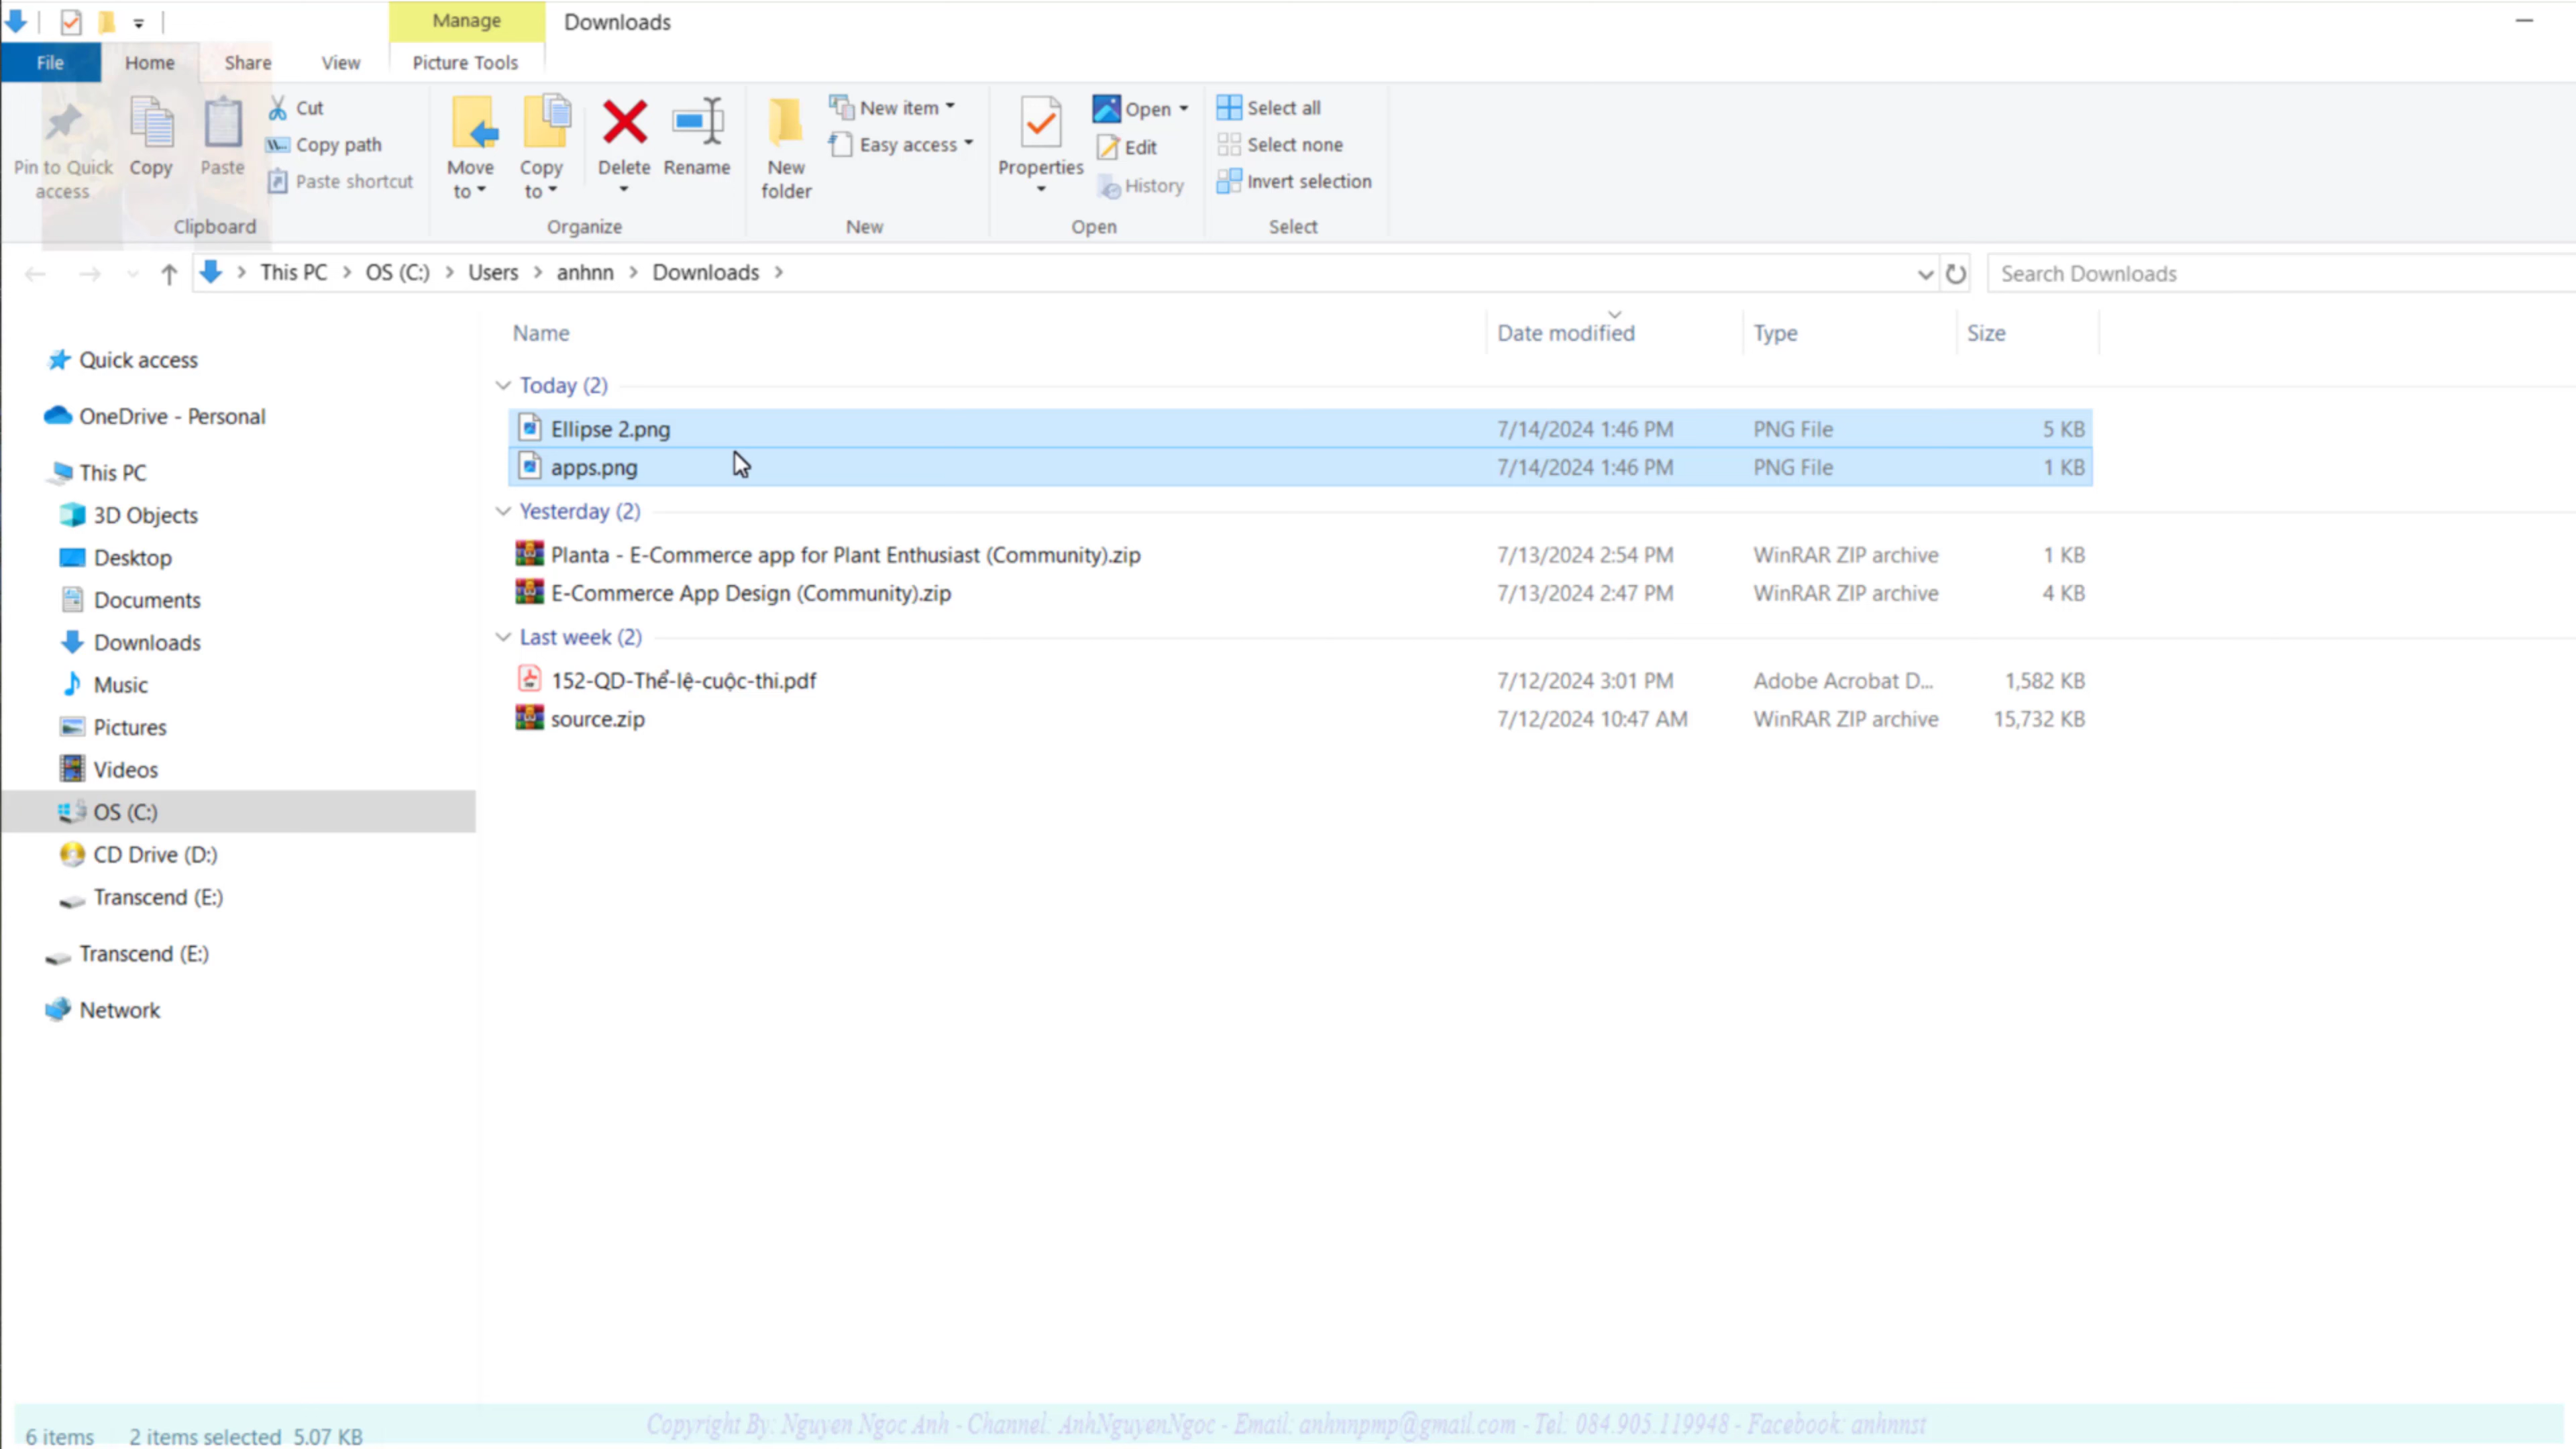 Manage
Downloads
File
Home
Share
View
Picture Tools
Pin to Quick access
Copy
Paste
Cut
Copy path
Paste shortcut
Clipboard
Move to
Copy to
Delete
Rename
Organize
New folder
New item
Easy access
New
Properties
Open
Edit
History
Open
Select all
Select none
Invert selection
Select
This PC > OS (C:) > Users > anhnn > Downloads >
Search Downloads
Name
Date modified
Type
Size
Quick access
OneDrive - Personal
This PC
3D Objects
Desktop
Documents
Downloads
Music
Pictures
Videos
OS (C:)
CD Drive (D:)
Transcend (E:)
Transcend (E:)
Network
Today (2)
Ellipse 2.png 7/14/2024 1:46 PM PNG File 5 KB
apps.png 7/14/2024 1:46 PM PNG File 1 KB
Yesterday (2)
Planta - E-Commerce app for Plant Enthusiast (Community).zip 7/13/2024 2:54 PM WinRAR ZIP archive 1 KB
E-Commerce App Design (Community).zip 7/13/2024 2:47 PM WinRAR ZIP archive 4 KB
Last week (2)
152-QD-Thể-lệ-cuộc-thi.pdf 7/12/2024 3:01 PM Adobe Acrobat D... 1,582 KB
source.zip 7/12/2024 10:47 AM WinRAR ZIP archive 15,732 KB
6 items 2 items selected 5.07 KB
Copyright By: Nguyen Ngoc Anh - Channel: AnhNguyenNgoc - Email: anhnnpmp@gmail.com - Tel: 084.905.119948 - Facebook: anhnnst